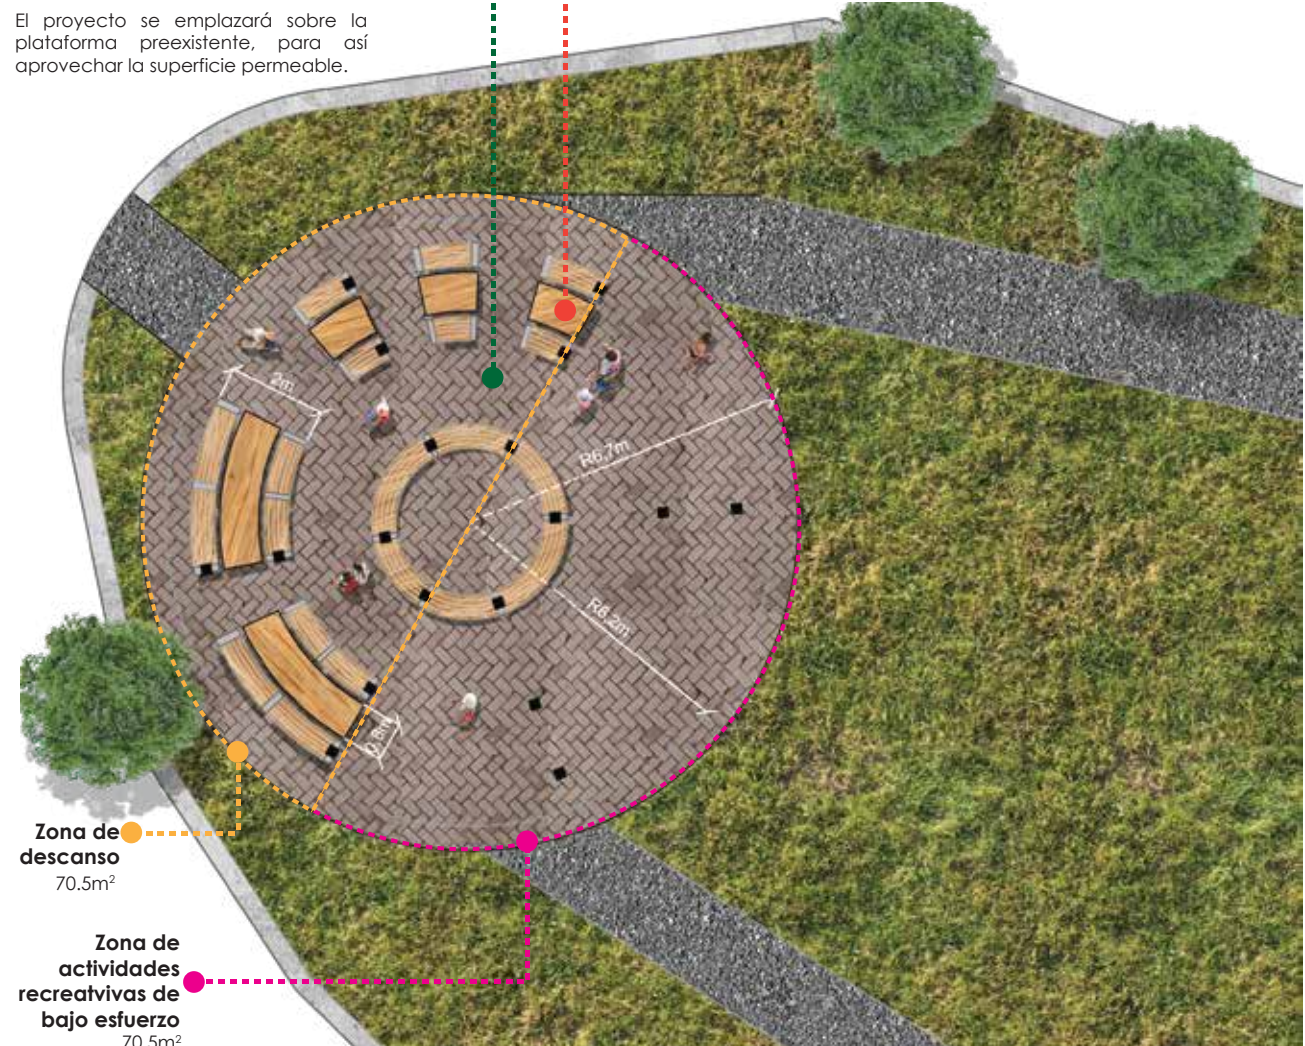 El proyecto se emplazará sobre la
plataforma preexistente, para así
aprovechar la superficie permeable.
2m
R6,7m
R6,2m
0,8m
Zona de
descanso
70.5m²
Zona de
actividades
recreatvivas de
bajo esfuerzo
70.5m²